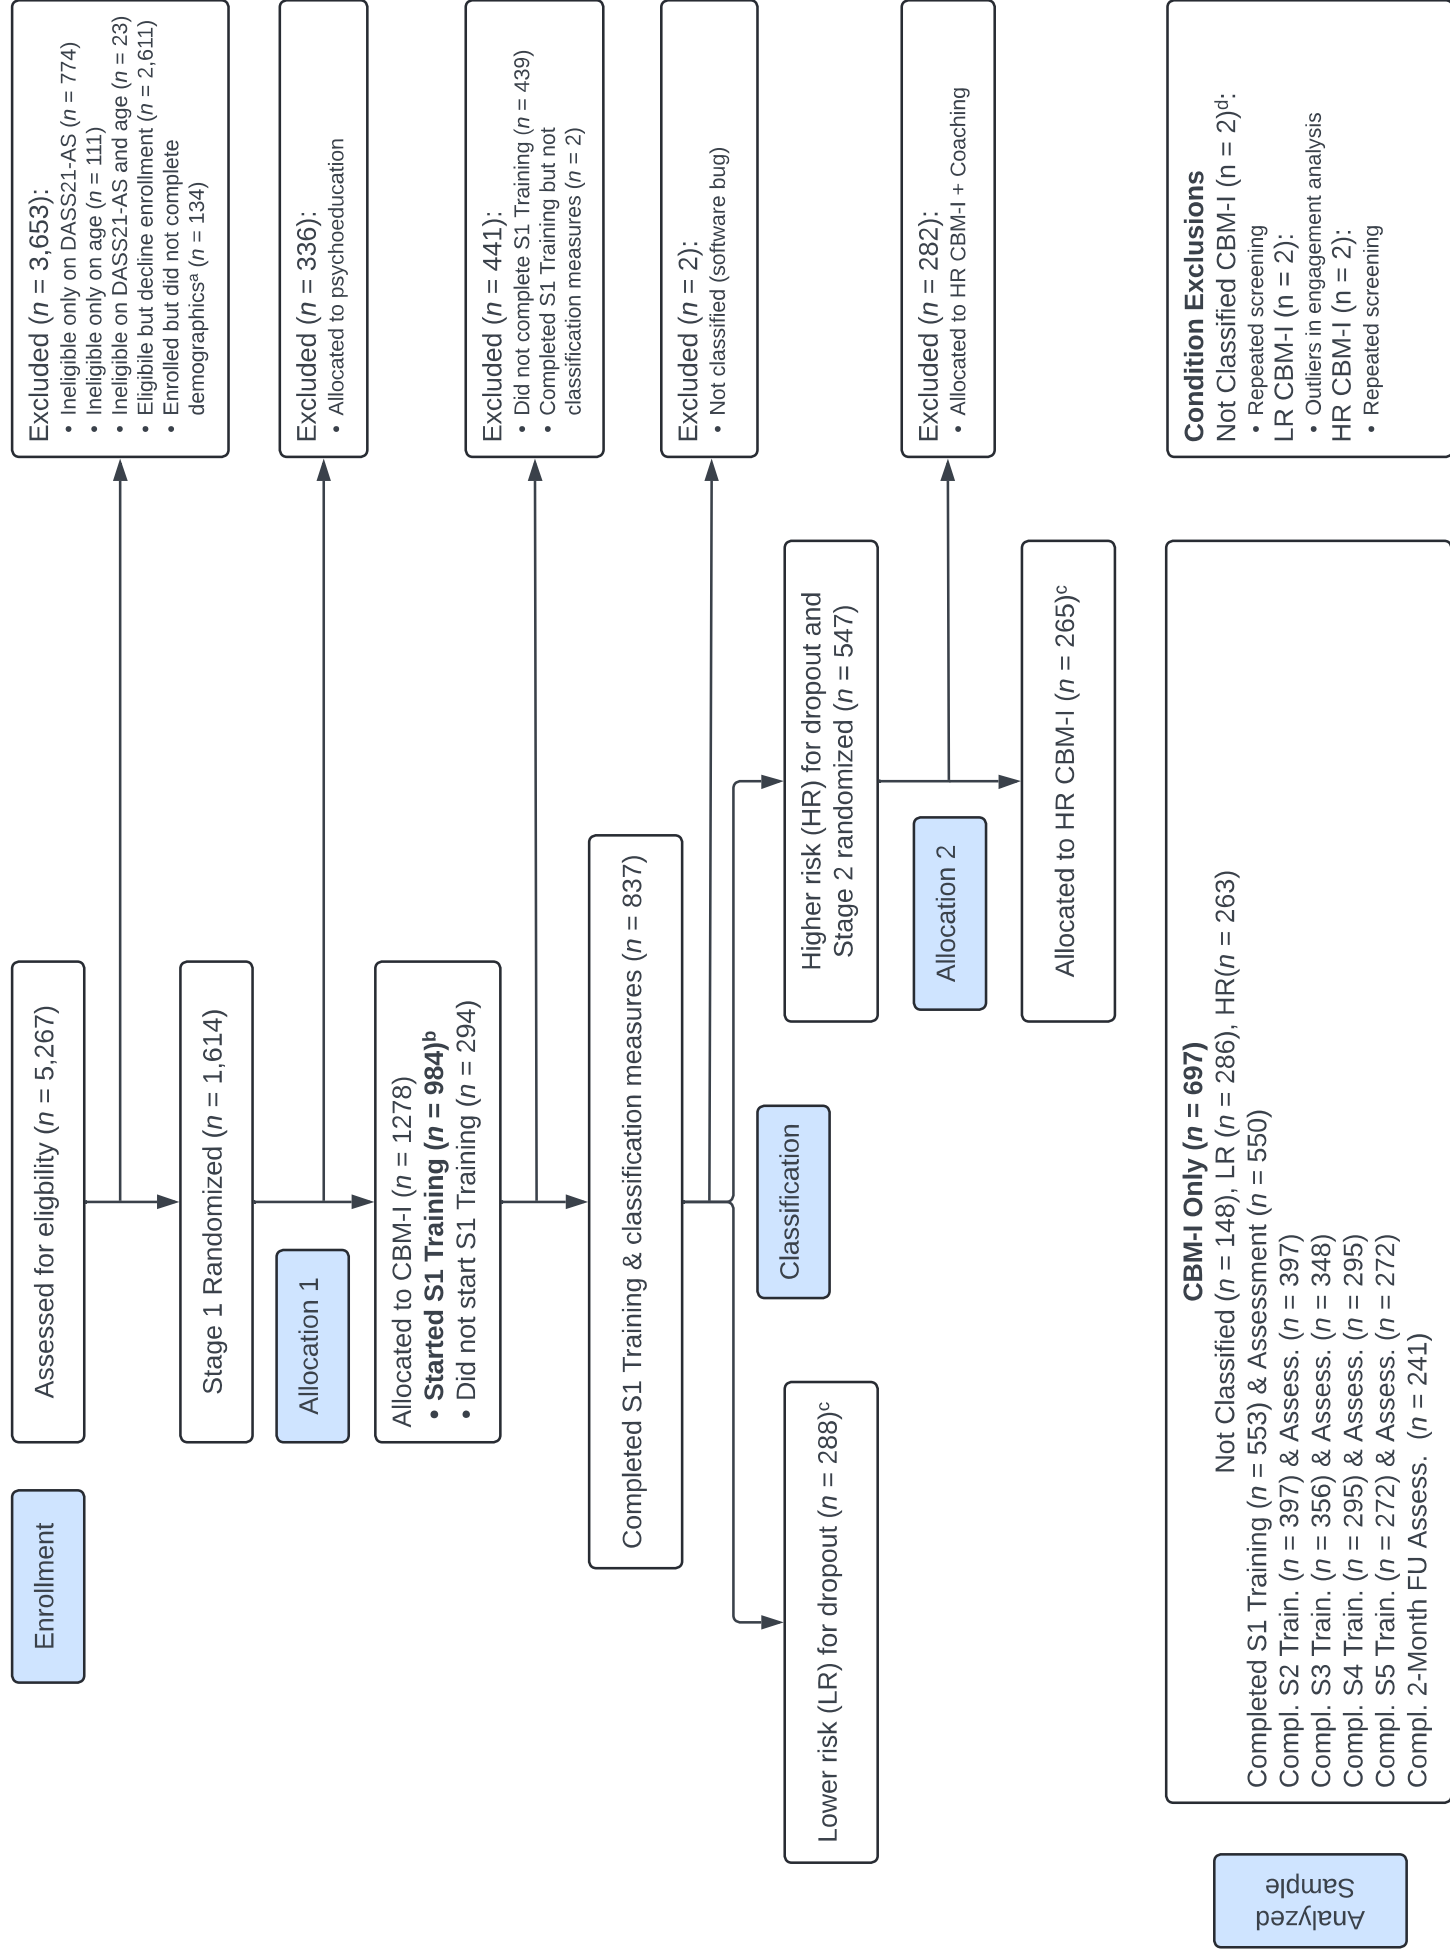 Enrollment
Assessed for eligbility (n = 5,267)
Excluded (n = 3,653):
• Ineligible only on DASS21-AS (n = 774)
• Ineligible only on age (n = 111)
• Ineligible on DASS21-AS and age (n = 23)
• Eligibile but decline enrollment (n = 2,611)
• Enrolled but did not complete
demographicsa (n = 134)
Stage 1 Randomized (n = 1,614)
Allocation 1
Excluded (n = 336):
• Allocated to psychoeducation
Allocated to CBM-I (n = 1278)
• Started S1 Training (n = 984)b
• Did not start S1 Training (n = 294)
Excluded (n = 441):
• Did not complete S1 Training (n = 439)
• Completed S1 Training but not
classification measures (n = 2)
Completed S1 Training & classification measures (n = 837)
Excluded (n = 2):
• Not classified (software bug)
Classification
Lower risk (LR) for dropout (n = 288)c
Higher risk (HR) for dropout and
Stage 2 randomized (n = 547)
Allocation 2
Excluded (n = 282):
• Allocated to HR CBM-I + Coaching
Allocated to HR CBM-I (n = 265)c
Analyzed
Sample
CBM-I Only (n = 697)
Not Classified (n = 148), LR (n = 286), HR(n = 263)
Completed S1 Training (n = 553) & Assessment (n = 550)
Compl. S2 Train. (n = 397) & Assess. (n = 397)
Compl. S3 Train. (n = 356) & Assess. (n = 348)
Compl. S4 Train. (n = 295) & Assess. (n = 295)
Compl. S5 Train. (n = 272) & Assess. (n = 272)
Compl. 2-Month FU Assess. (n = 241)
Condition Exclusions
Not Classified CBM-I (n = 2)d:
• Repeated screening
LR CBM-I (n = 2):
• Outliers in engagement analysis
HR CBM-I (n = 2):
• Repeated screening